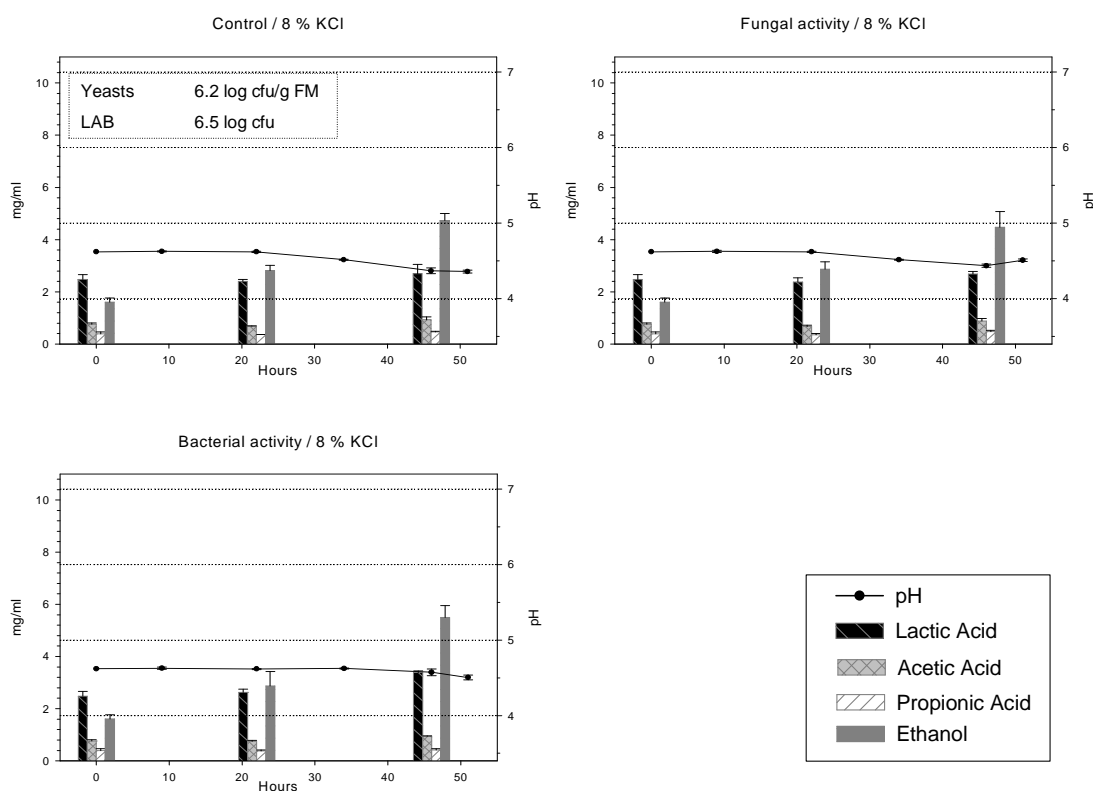 Control / 8 % KCl
Fungal activity / 8 % KCl
10
8
6
4
2
0
mg/ml
Yeasts 6.2 log cfu/g FM
LAB 6.5 log cfu
7
6
5
4
pH
0 10 20 30 40 50
Hours
10
8
6
4
2
0
mg/ml
7
6
5
4
pH
0 10 20 30 40 50
Hours
Bacterial activity / 8 % KCl
10
8
6
4
2
0
mg/ml
7
6
5
4
pH
0 10 20 30 40 50
Hours
pH
Lactic Acid
Acetic Acid
Propionic Acid
Ethanol